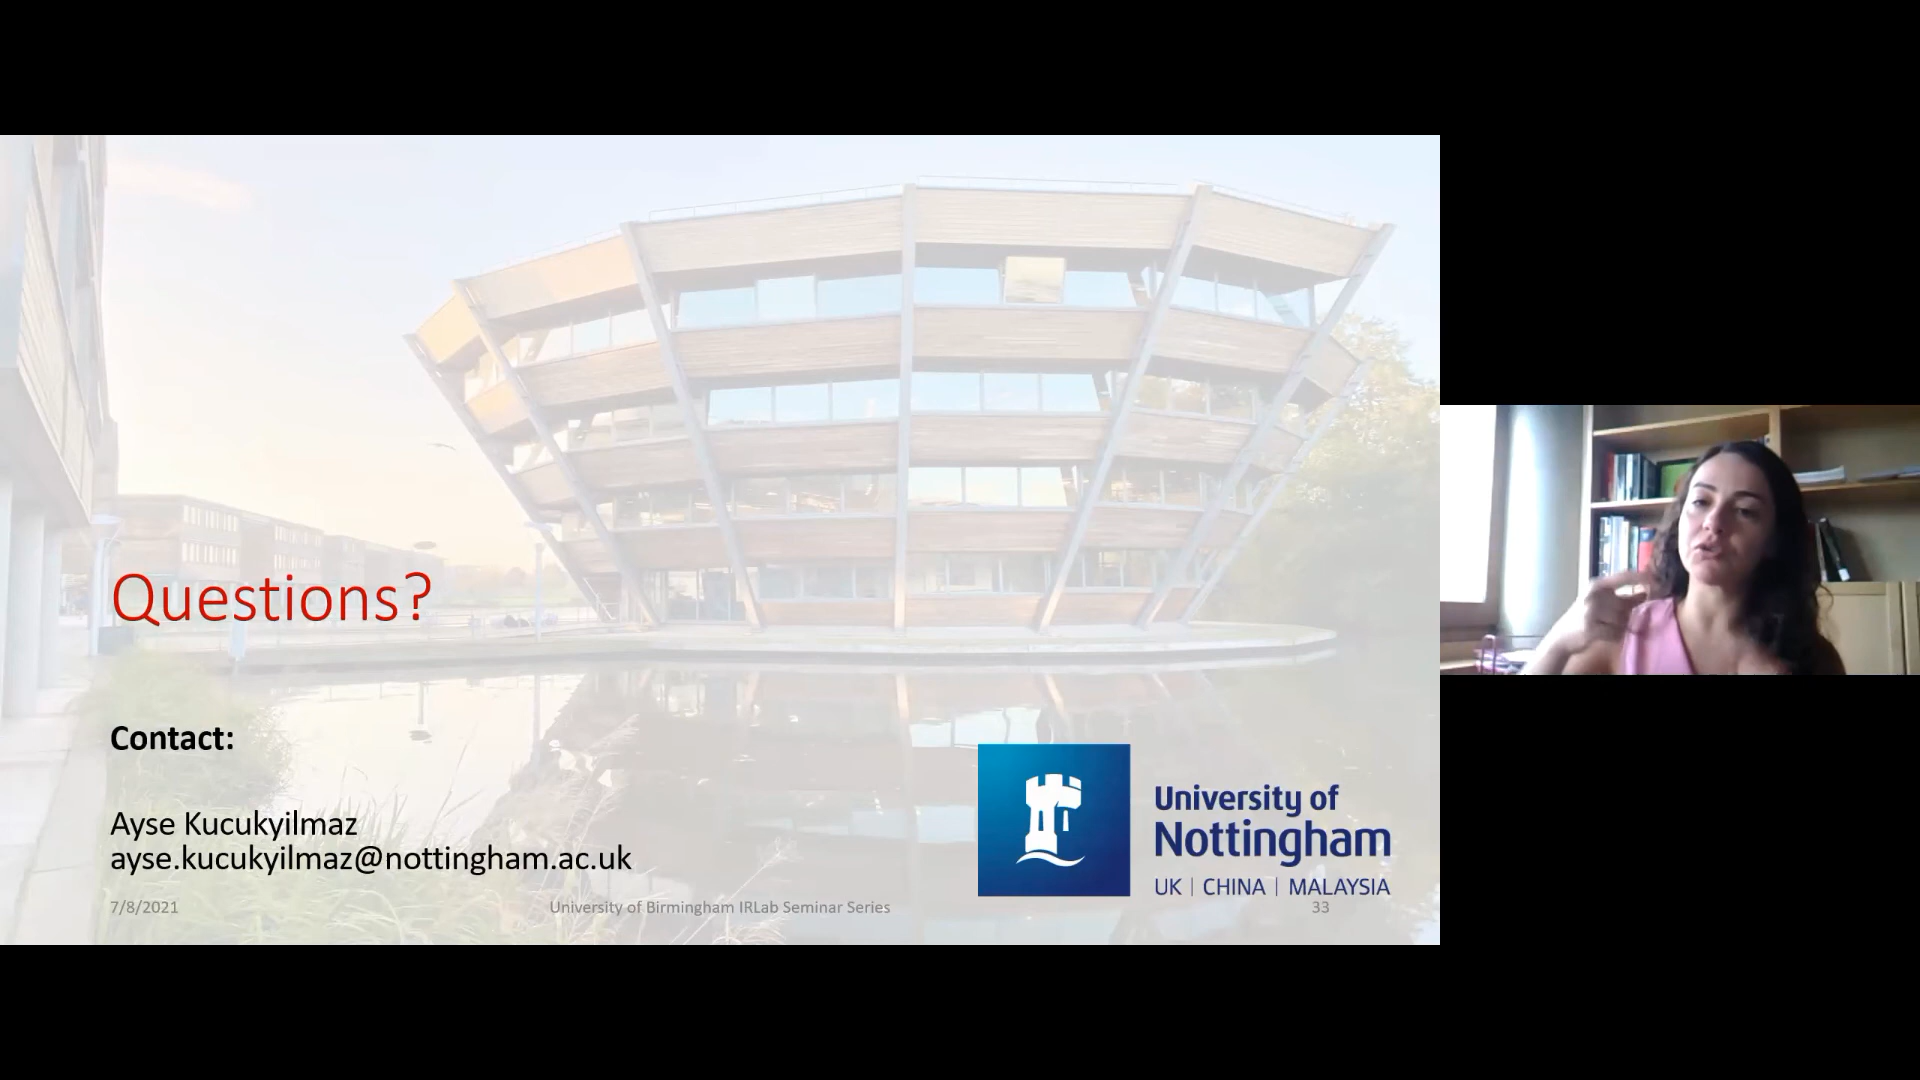 Questions?
Contact:
Ayse Kucukyilmaz
ayse.kucukyilmaz@nottingham.ac.uk
7/8/2021
University of Birmingham IRLab Seminar Series
33
University of
Nottingham
UK | CHINA | MALAYSIA